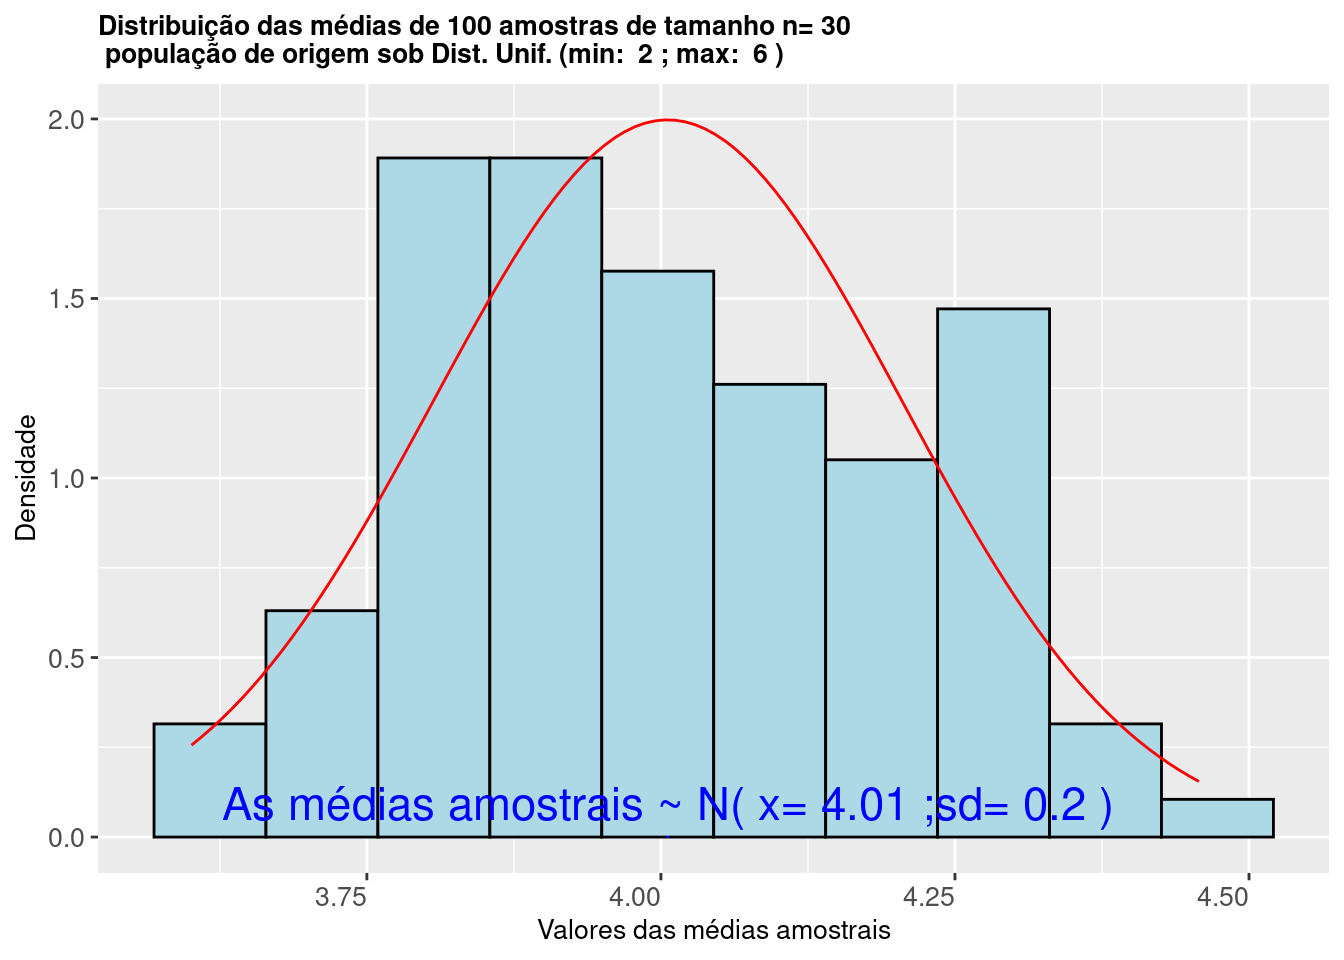 Distribuição das médias de 100 amostras de tamanho n= 30
população de origem sob Dist. Unif. (min:  2 ; max:  6 )
2.0
1.5
1.0
0.5
0.0
Densidade
As médias amostrais ~ N( x= 4.01 ;sd= 0.2 )
3.75 4.00 4.25 4.50
Valores das médias amostrais